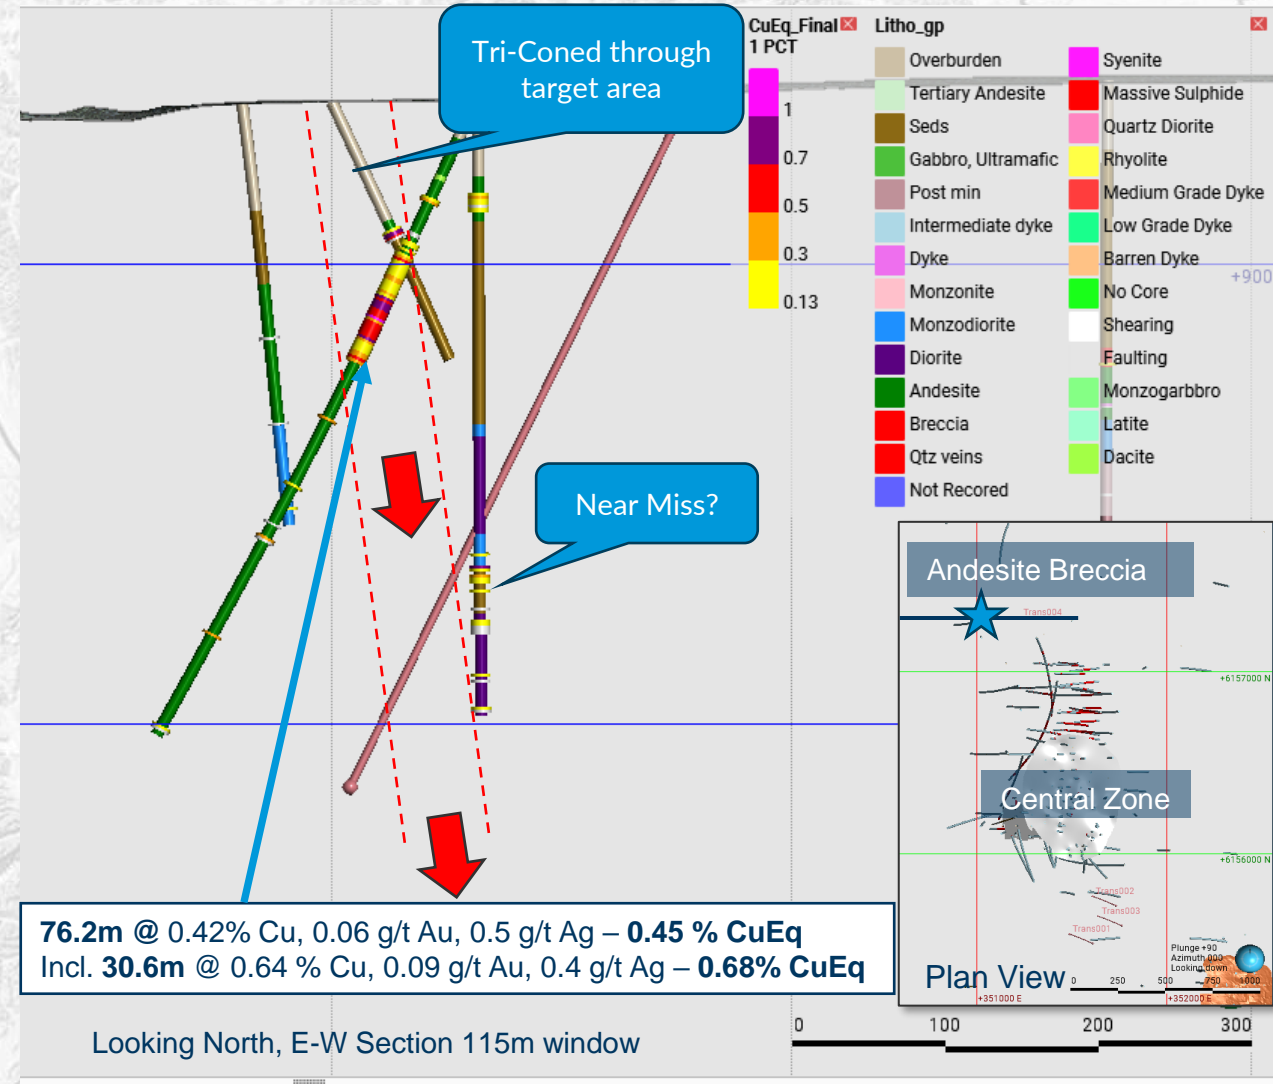 Tri-Coned through
target area
CuEq_Final
1 PCT
1
0.7
0.5
0.3
0.13
Litho_gp
Overburden
Tertiary Andesite
Seds
Gabbro, Ultramafic
Post min
Intermediate dyke
Dyke
Monzonite
Monzodiorite
Diorite
Andesite
Breccia
Qtz veins
Not Recored
Syenite
Massive Sulphide
Quartz Diorite
Rhyolite
Medium Grade Dyke
Low Grade Dyke
Barren Dyke
No Core
Shearing
Faulting
Monzogarbbro
Latite
Dacite
+900
Near Miss?
Andesite Breccia
Trans004
+6157000 N
Central Zone
+6156000 N
Trans002
Trans003
Trans001
Plunge +90
Azimuth 000
Looking down
Plan View
0 250 500 750 1000
+351000 E
+352000 E
76.2m @ 0.42% Cu, 0.06 g/t Au, 0.5 g/t Ag – 0.45 % CuEq
Incl. 30.6m @ 0.64 % Cu, 0.09 g/t Au, 0.4 g/t Ag – 0.68% CuEq
Looking North, E-W Section 115m window
0 100 200 300